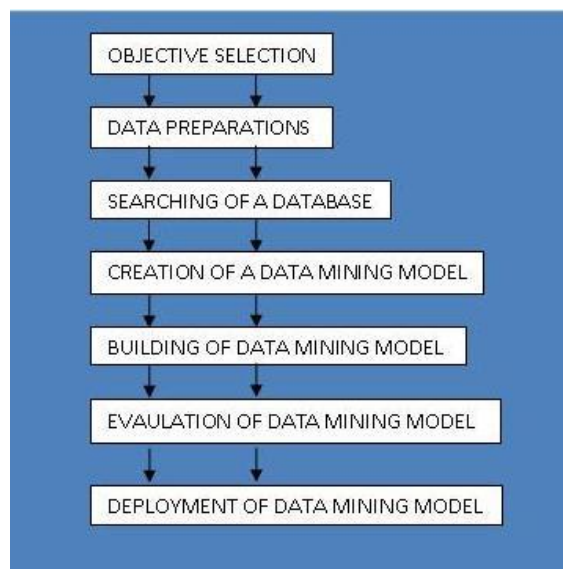 OBJECTIVE SELECTION
DATA PREPARATIONS
SEARCHING OF A DATABASE
CREATION OF A DATA MINING MODEL
BUILDING OF DATA MINING MODEL
EVAULATION OF DATA MINING MODEL
DEPLOYMENT OF DATA MINING MODEL